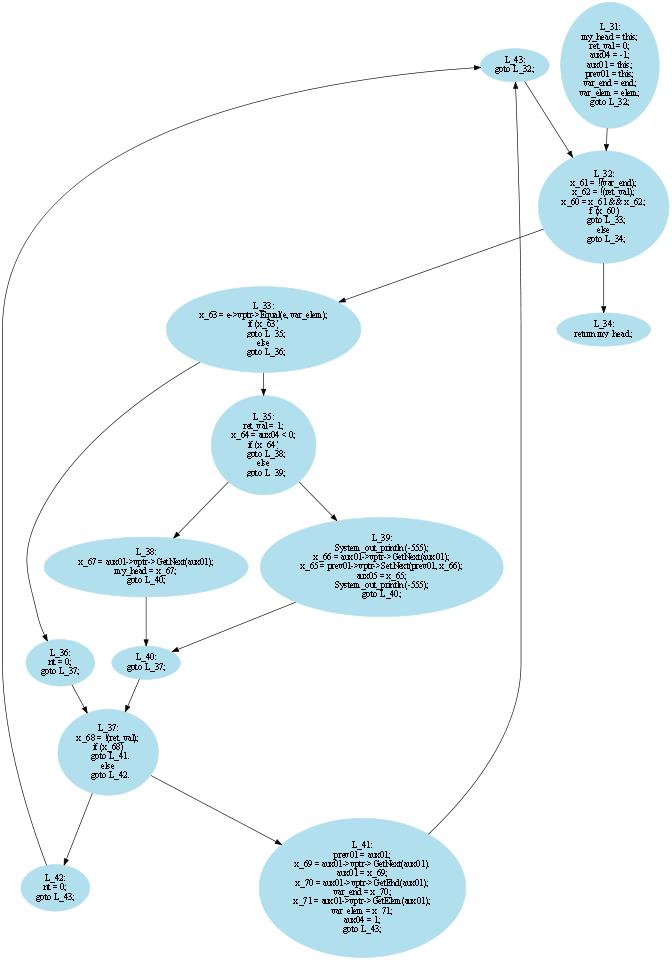 L_31:
my_head = this;
ret_val = 0;
aux04 = -1;
aux01 = this;
prev01 = this;
var_end = end;
var_elem = elem;
goto L_32;
L_43:
goto L_32;
L_32:
x_61 = !(var_end);
x_62 = !(ret_val);
x_60 = x_61 && x_62;
if (x_60)
goto L_33;
else
goto L_34;
L_33:
x_63 = e->vptr->Equal(e, var_elem);
if (x_63)
goto L_35;
else
goto L_36;
L_34:
return my_head;
L_35:
ret_val = 1;
x_64 = aux04 < 0;
if (x_64)
goto L_38;
else
goto L_39;
L_38:
x_67 = aux01->vptr->GetNext(aux01);
my_head = x_67;
goto L_40;
L_39:
System_out_println (-555);
x_66 = aux01->vptr->GetNext(aux01);
x_65 = prev01->vptr->SetNext(prev01, x_66);
aux05 = x_65;
System_out_println (-555);
goto L_40;
L_36:
nt = 0;
goto L_37;
L_40:
goto L_37;
L_37:
x_68 = !(ret_val);
if (x_68)
goto L_41.
else
goto L_42.
L_42:
nt = 0;
goto L_43;
L_41:
prev01 = aux01;
x_69 = aux01->vptr-> GetNext(aux01).
aux01 = x_69;
x_70 = aux01->vptr->GetEnd(aux01);
var_end = x_70;
x_71 = aux01->vptr->GetElem(aux01);
var_elem = x_71;
aux04 = 1;
goto L_43;